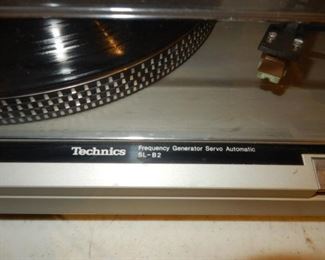 Technics
Frequency Generator Servo Automatic
SL-B2